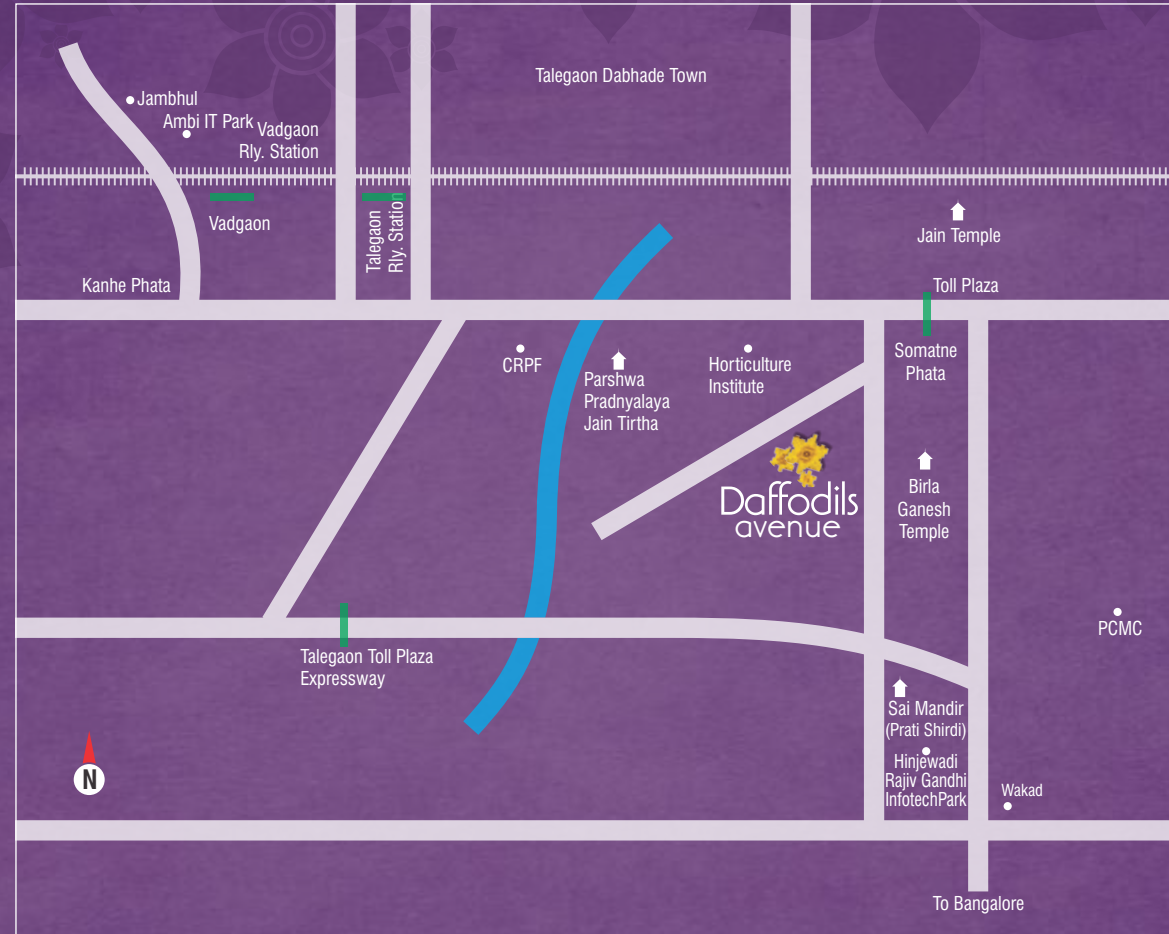 Talegaon Dabhade Town
Jambhul
Ambi IT Park
Vadgaon
Rly. Station
Vadgaon
Talegaon
Rly. Station
Jain Temple
Kanhe Phata
Toll Plaza
CRPF
Parshwa
Pradnyalaya
Jain Tirtha
Horticulture
Institute
Somatne
Phata
Daffodils
avenue
Birla
Ganesh
Temple
PCMC
Talegaon Toll Plaza
Expressway
Sai Mandir
(Prati Shirdi)
Hinjewadi
Rajiv Gandhi
InfotechPark
Wakad
N
To Bangalore